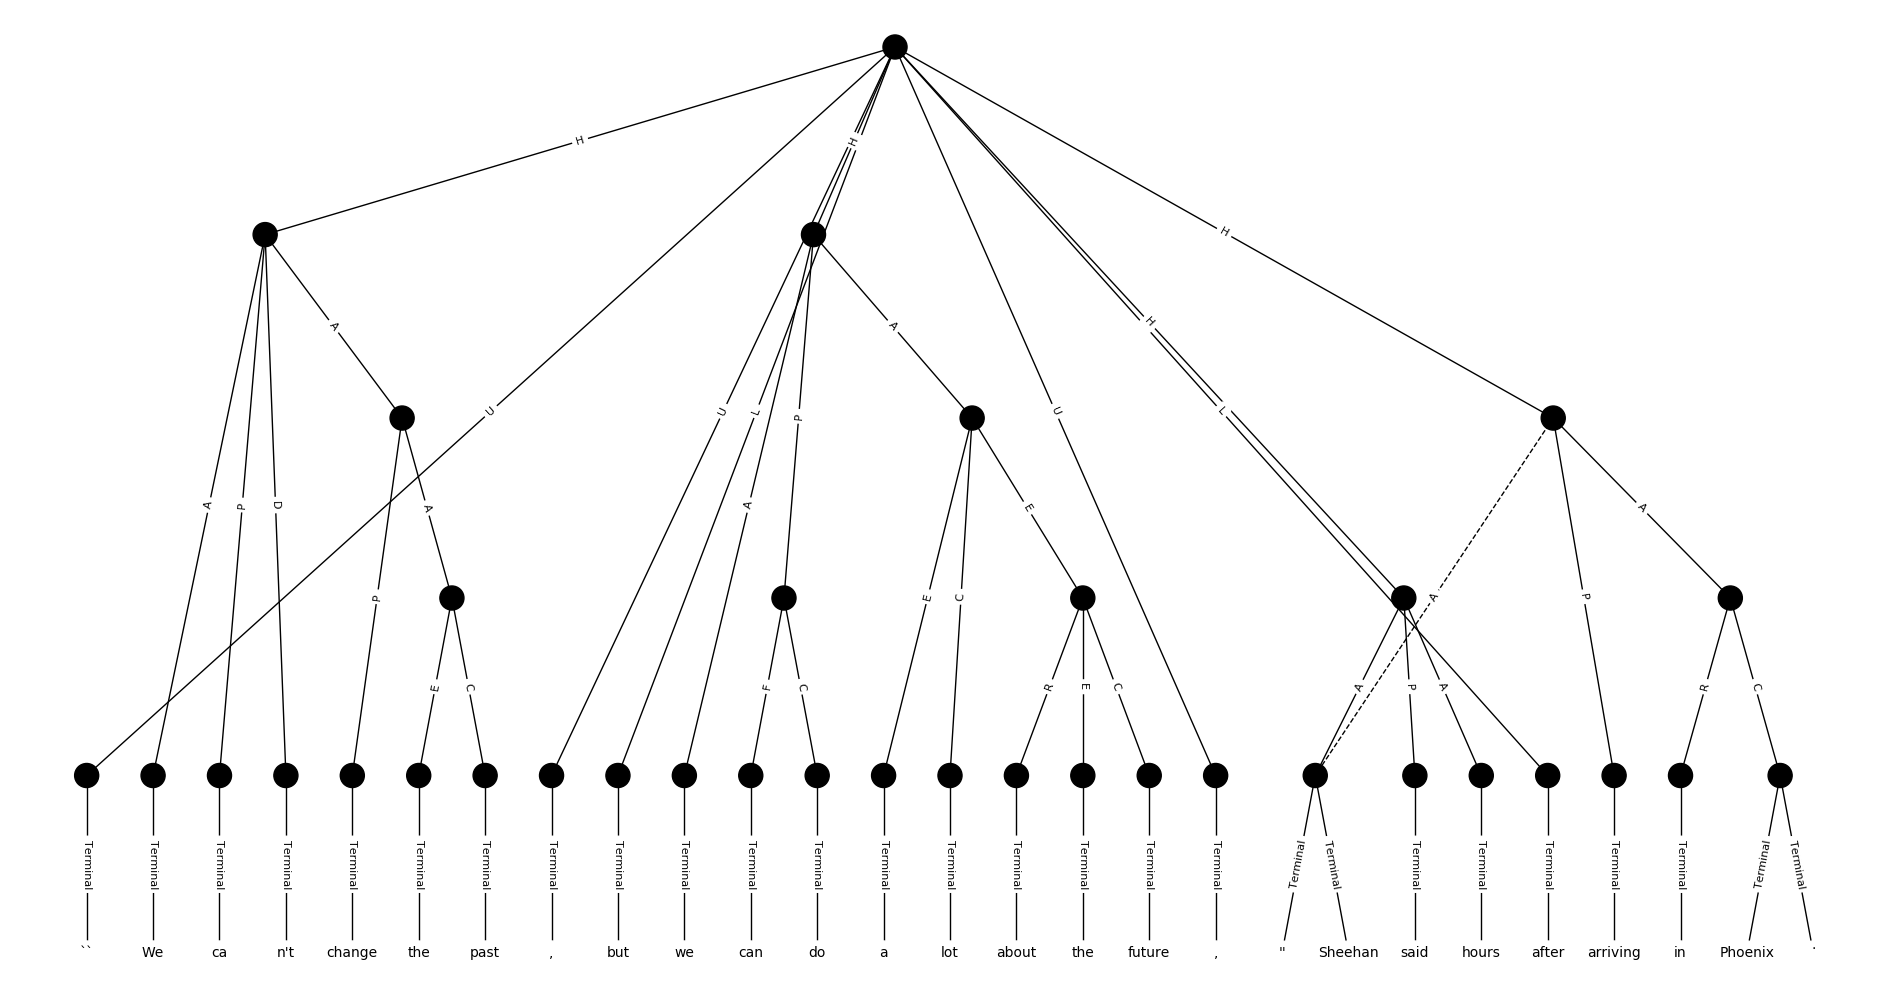 H
H
U
H
H
A
A
H
U
U
L
P
U
L
A
P
D
A
A
A
E
A
P
E
C
A
P
E
C
F
C
R
E
C
A
P
A
R
C
Terminal Terminal Terminal Terminal Terminal Terminal Terminal Terminal Terminal Terminal Terminal Terminal Terminal Terminal Terminal Terminal Terminal Terminal Terminal Terminal Terminal Terminal Terminal Terminal Terminal Terminal Terminal
`` We ca n't change the past , but we can do a lot about the future , " Sheehan said hours after arriving in Phoenix .